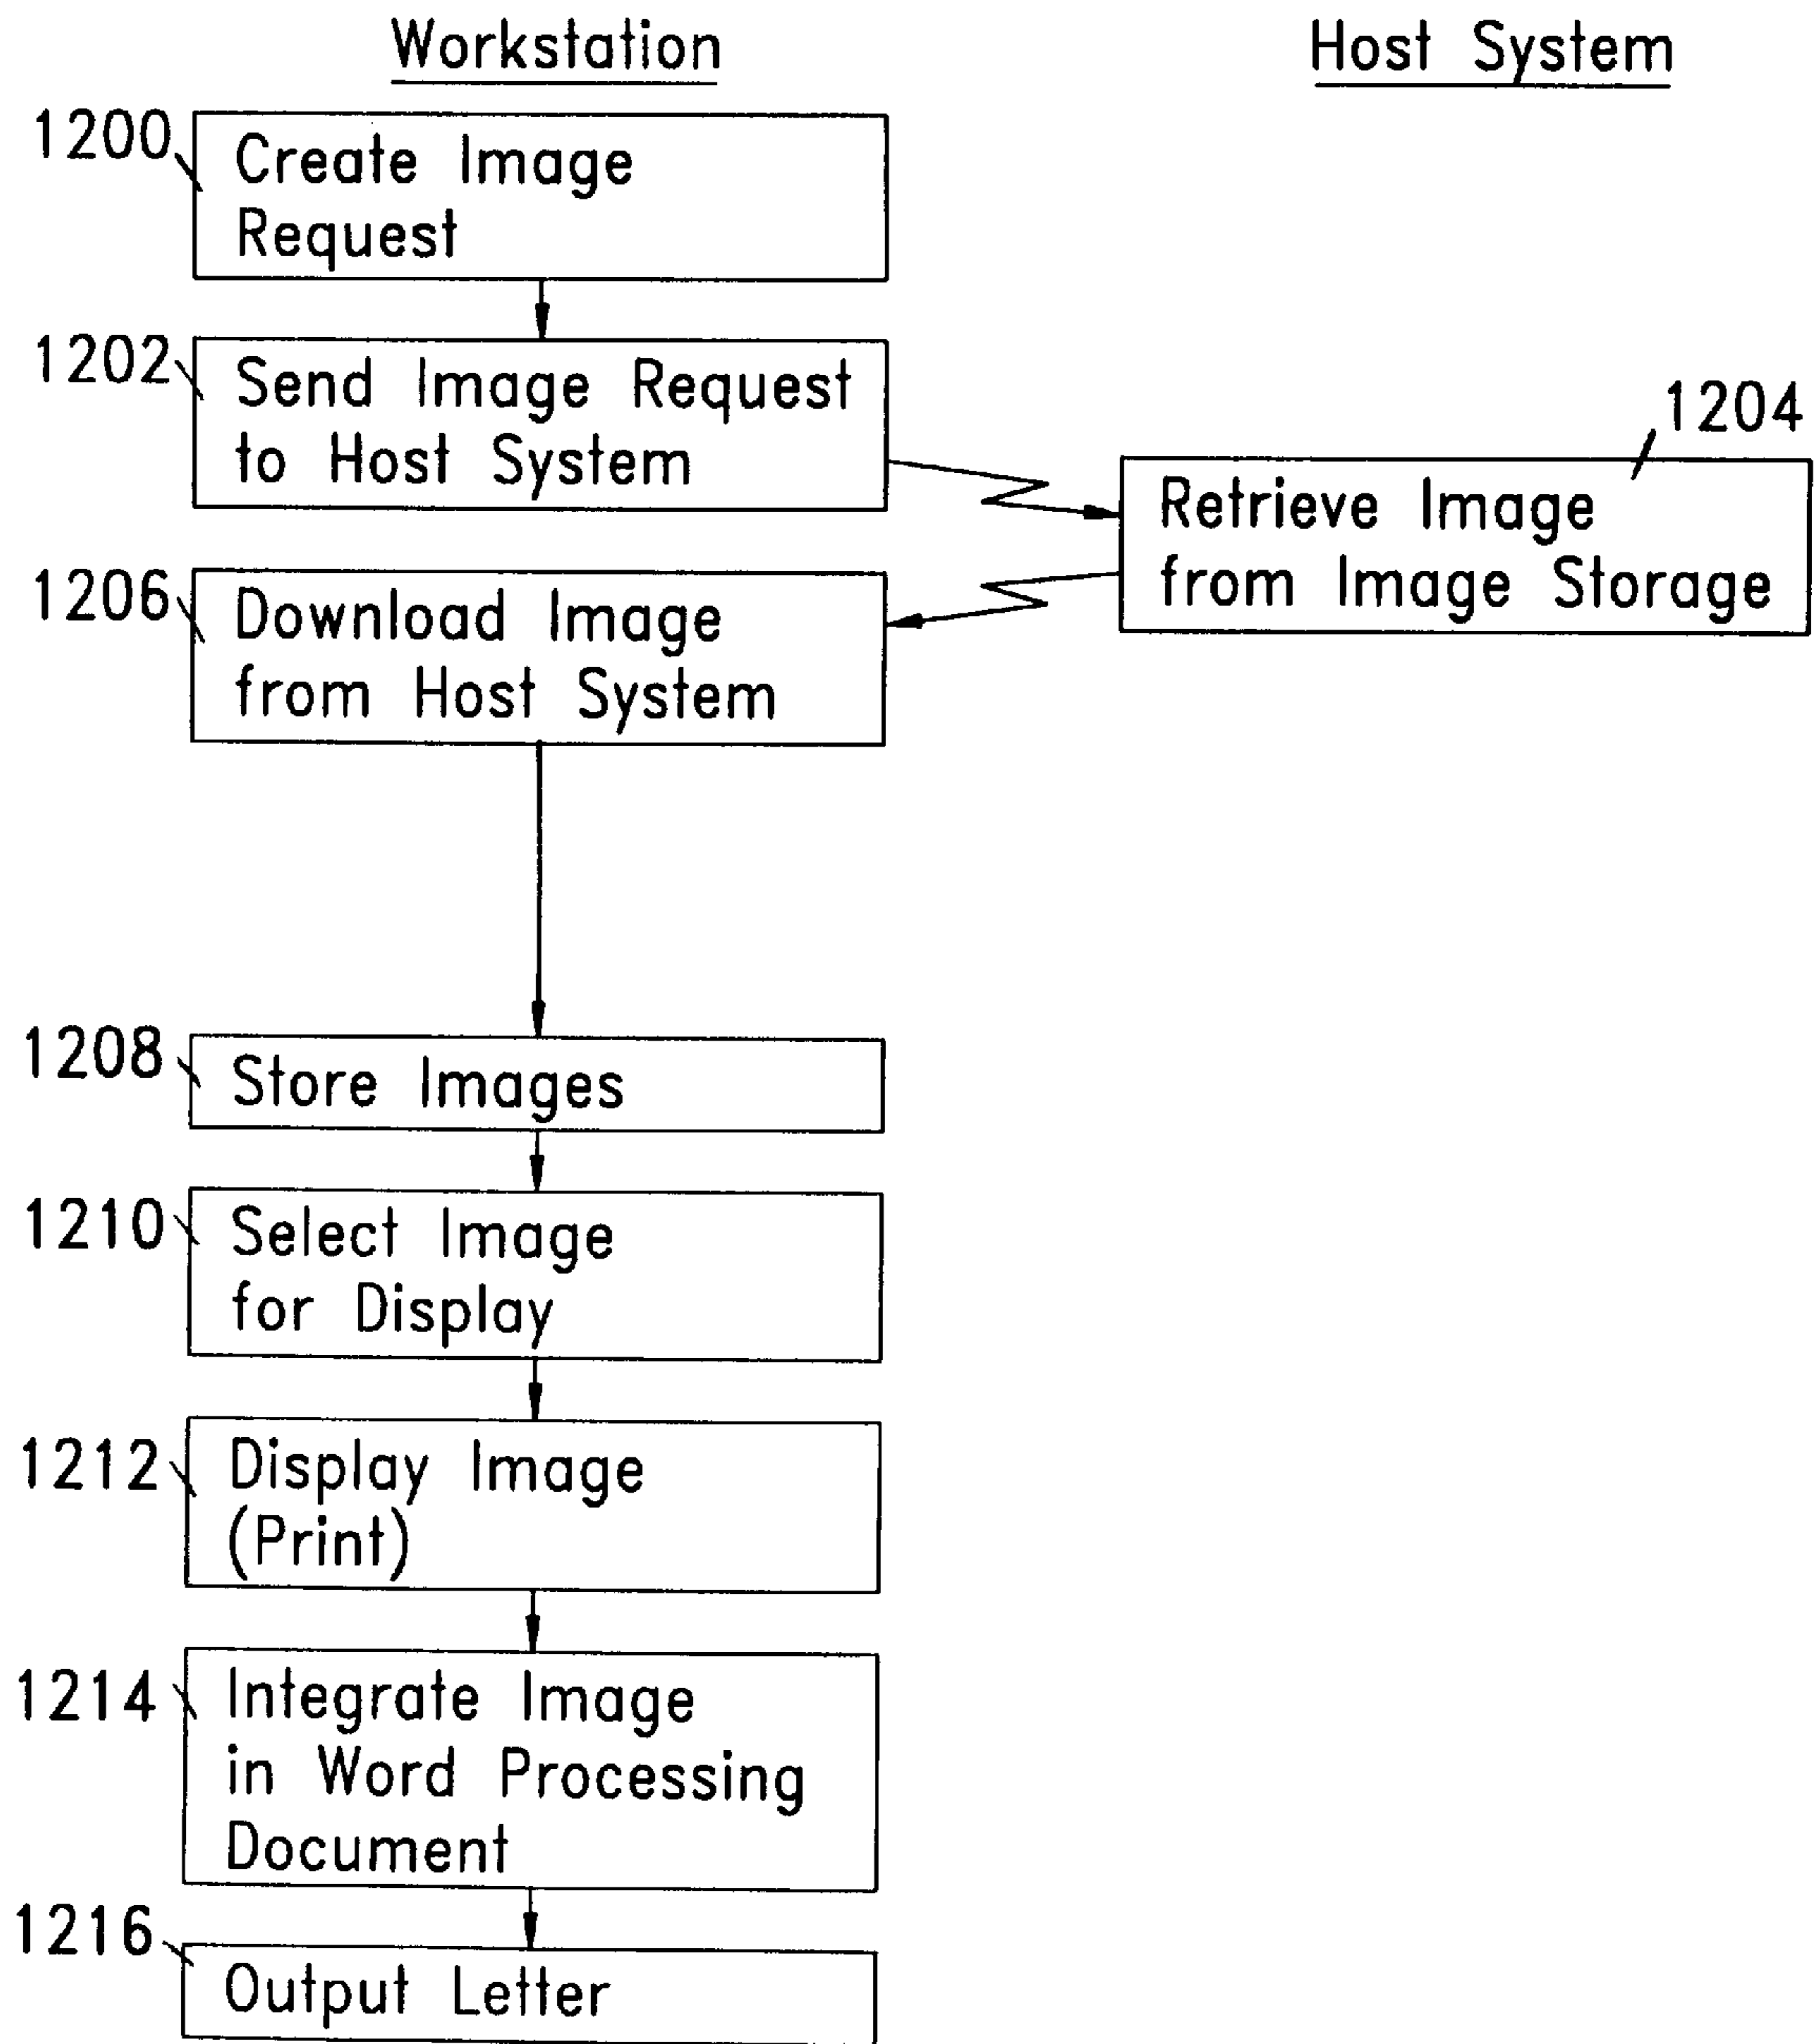 Workstation
Host System
1200
Create Image
Request
1202
Send Image Request
to Host System
1204
Retrieve Image
from Image Storage
1206
Download Image
from Host System
1208
Store Images
1210
Select Image
for Display
1212
Display Image
(Print)
1214
Integrate Image
in Word Processing
Document
1216
Output Letter